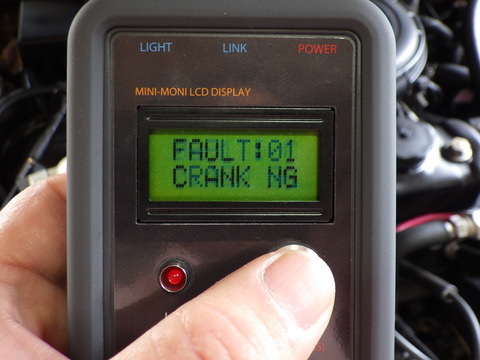 LIGHT LINK POWER
MINI-MONI LCD DISPLAY
FAULT:01
CRANK NG